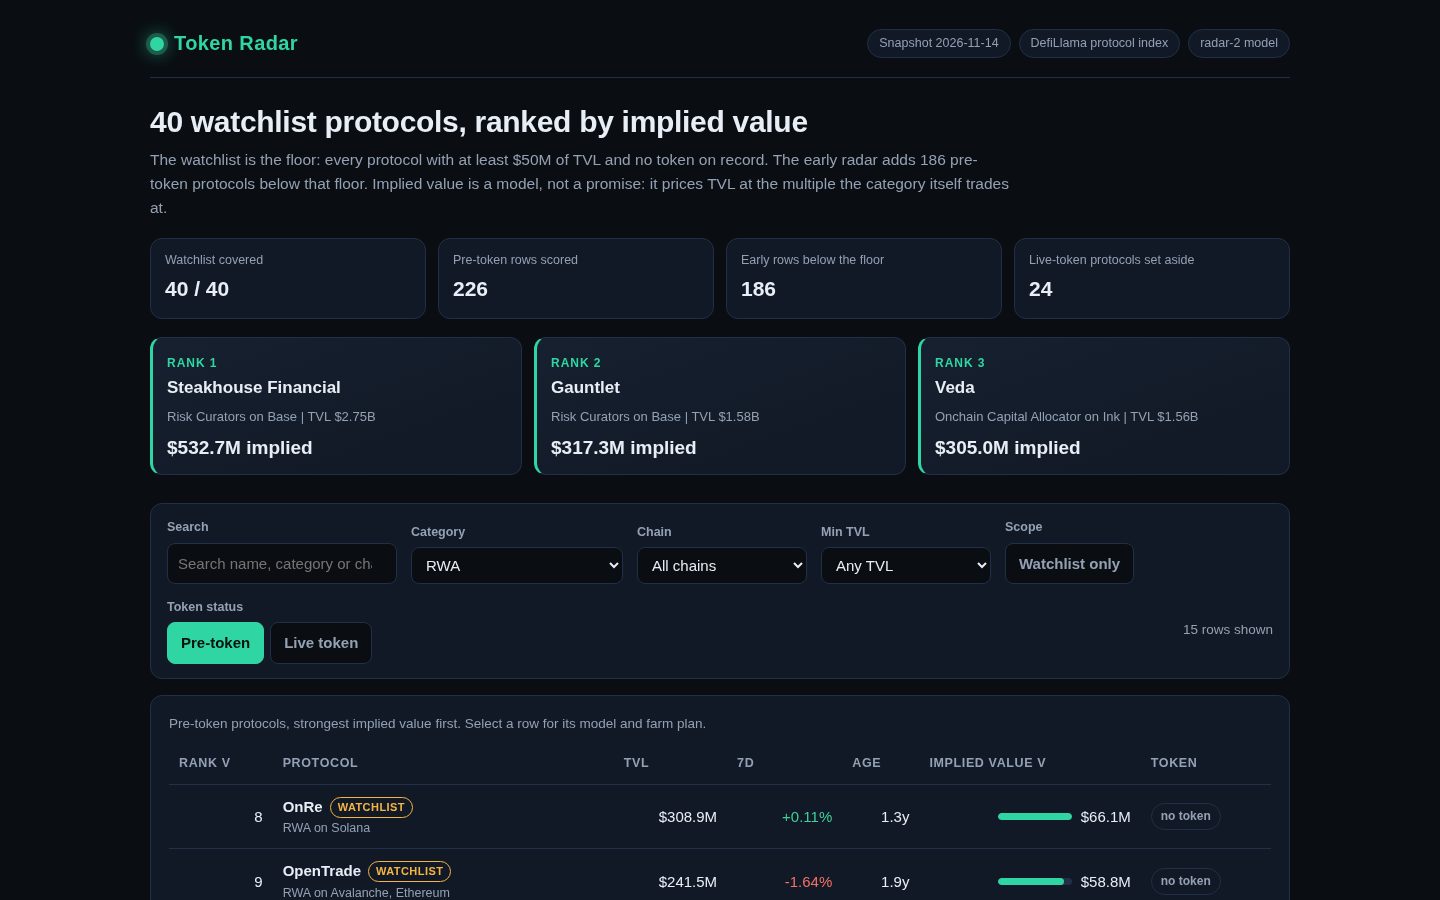 Token Radar
Snapshot 2026-11-14
DefiLlama protocol index
radar-2 model
40 watchlist protocols, ranked by implied value
The watchlist is the floor: every protocol with at least $50M of TVL and no token on record. The early radar adds 186 pre-
token protocols below that floor. Implied value is a model, not a promise: it prices TVL at the multiple the category itself trades
at.
Watchlist covered
40 / 40
Pre-token rows scored
226
Early rows below the floor
186
Live-token protocols set aside
24
RANK 1
Steakhouse Financial
Risk Curators on Base | TVL $2.75B
$532.7M implied
RANK 2
Gauntlet
Risk Curators on Base | TVL $1.58B
$317.3M implied
RANK 3
Veda
Onchain Capital Allocator on Ink | TVL $1.56B
$305.0M implied
Search
Search name, category or cha
Category
RWA
Chain
All chains
Min TVL
Any TVL
Scope
Watchlist only
Token status
Pre-token
Live token
15 rows shown
Pre-token protocols, strongest implied value first. Select a row for its model and farm plan.
RANK V PROTOCOL TVL 7D AGE IMPLIED VALUE V TOKEN
8 OnRe WATCHLIST $308.9M +0.11% 1.3y $66.1M no token
RWA on Solana
9 OpenTrade WATCHLIST $241.5M -1.64% 1.9y $58.8M no token
RWA on Avalanche, Ethereum